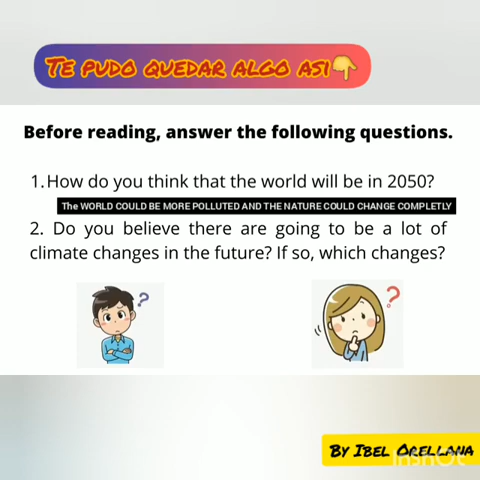 TE PUDO QUEDAR ALGO ASI👇
Before reading, answer the following questions.
1. How do you think that the world will be in 2050?
The WORLD COULD BE MORE POLLUTED AND THE NATURE COULD CHANGE COMPLETLY
2. Do you believe there are going to be a lot of
climate changes in the future? If so, which changes?
BY IBEL ORELLANA
InShOt